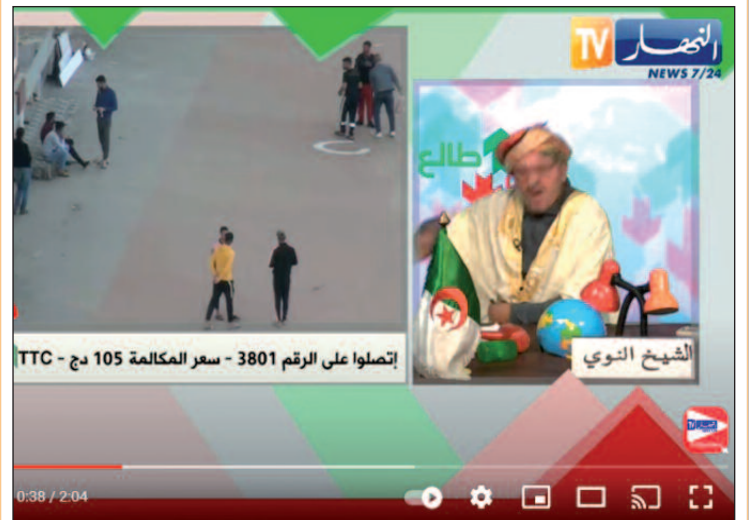 النهار TV
NEWS 7/24
طالع
إتصلوا على الرقم 3801 - سعر المكالمة 105 دج - TTC
الشيخ النوي
0:38 / 2:04